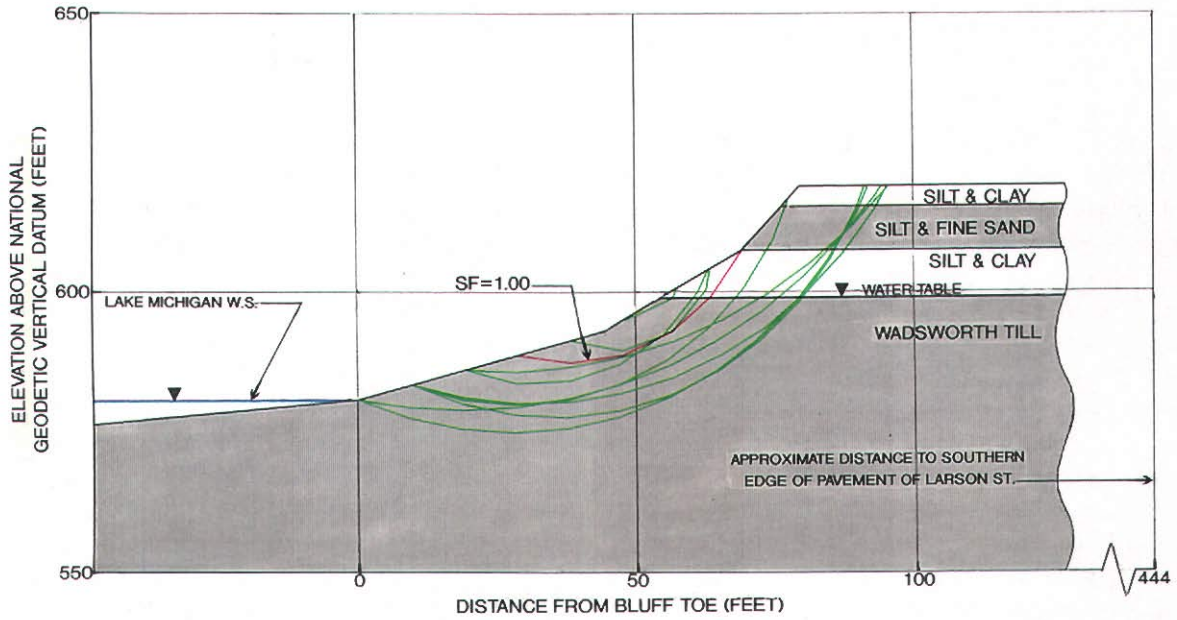 650
600
550
ELEVATION ABOVE NATIONAL
GEODETIC VERTICAL DATUM (FEET)
SILT & CLAY
SILT & FINE SAND
SILT & CLAY
WATER TABLE
WADSWORTH TILL
LAKE MICHIGAN W.S.
SF=1.00
APPROXIMATE DISTANCE TO SOUTHERN
EDGE OF PAVEMENT OF LARSON ST.
0
50
100
444
DISTANCE FROM BLUFF TOE (FEET)